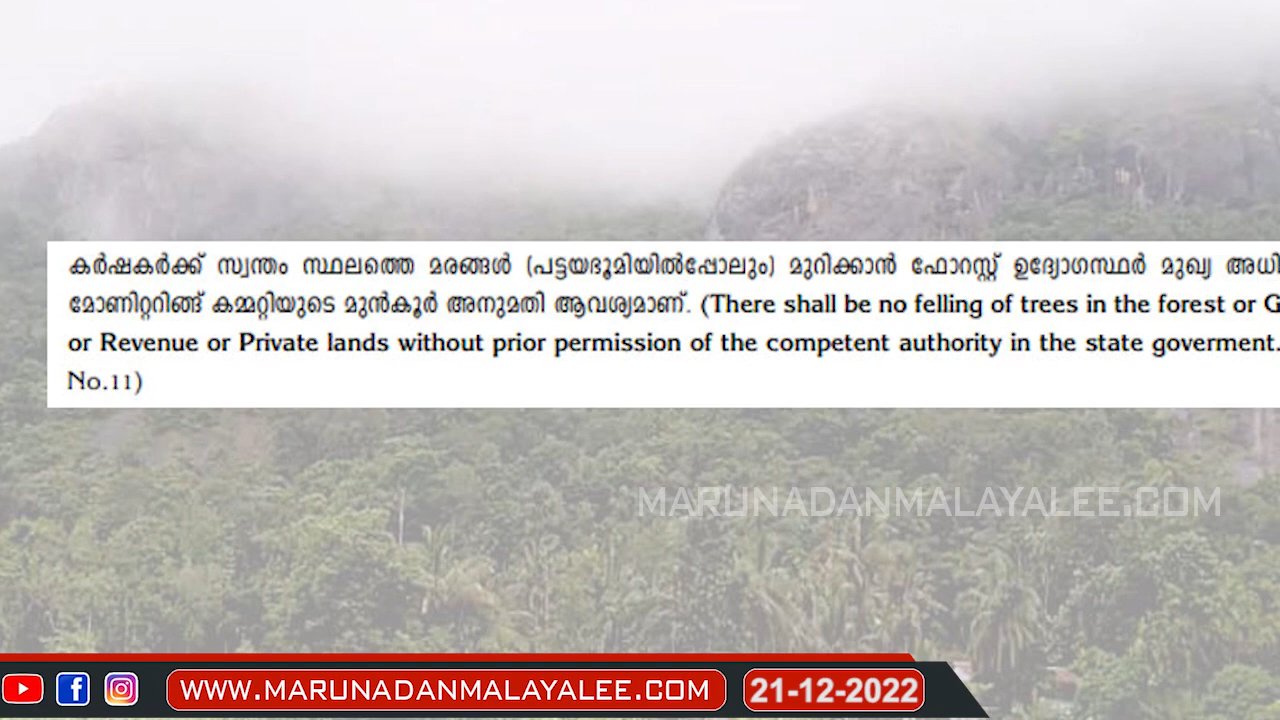 കർഷകർക്ക് സ്വന്തം സ്ഥലത്തെ മരങ്ങൾ (പട്ടയഭൂമിയിൽപ്പോലും) മുറിക്കാൻ ഫോറസ്റ്റ് ഉദ്യോഗസ്ഥർ മുഖ്യ
മോണിറ്ററിങ്ങ് കമ്മറ്റിയുടെ മുൻകൂർ അനുമതി ആവശ്യമാണ്. (There shall be no felling of trees in the forest or
or Revenue or Private lands without prior permission of the competent authority in the state goverment.
No.11)
MARUNADANMALAYALEE.COM
WWW.MARUNADANMALAYALEE.COM 21-12-2022